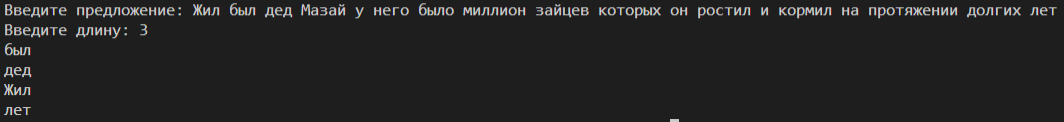 Введите предложение: Жил был дед Мазай у него было миллион зайцев которых он ростил и кормил на протяжении долгих лет
Введите длину: 3
был
дед
Жил
лет